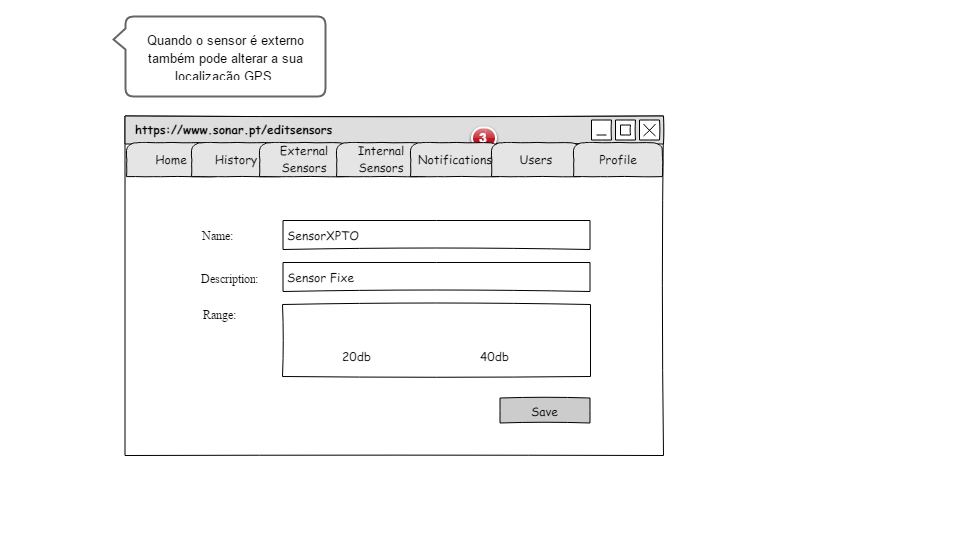 Quando o sensor é externo
também pode alterar a sua
localização GPS
https://www.sonar.pt/editsensors
3
Home History External Sensors Internal Sensors Notifications Users Profile
Name: SensorXPTO
Description: Sensor Fixe
Range:
20db 40db
Save